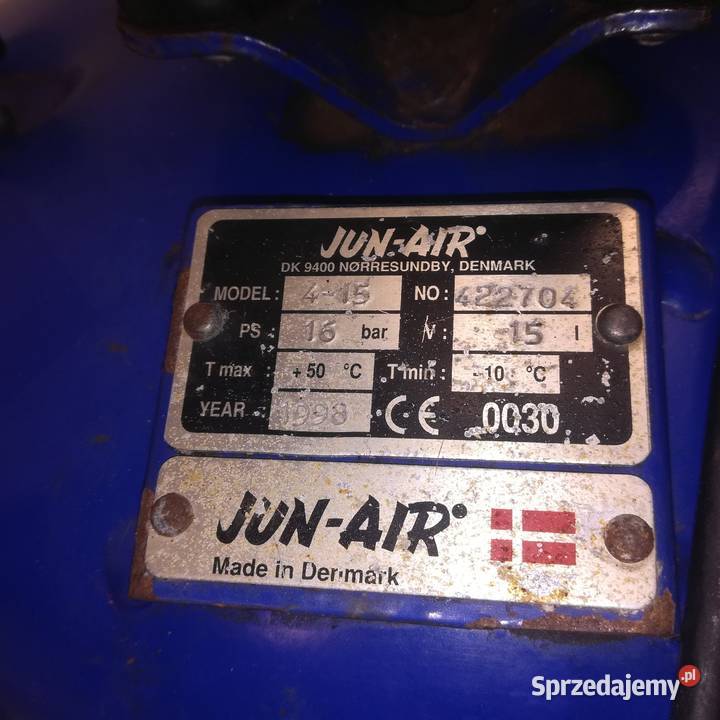 JUN-AIR®
DK 9400 NØRRESUNDBY, DENMARK
MODEL: 4-15 NO: 422704
PS : 16 bar V: 15 l
T max : +50 °C T min : -10 °C
YEAR : 1998 CE 0030
JUN-AIR®
Made in Denmark
Sprzedajemy.pl